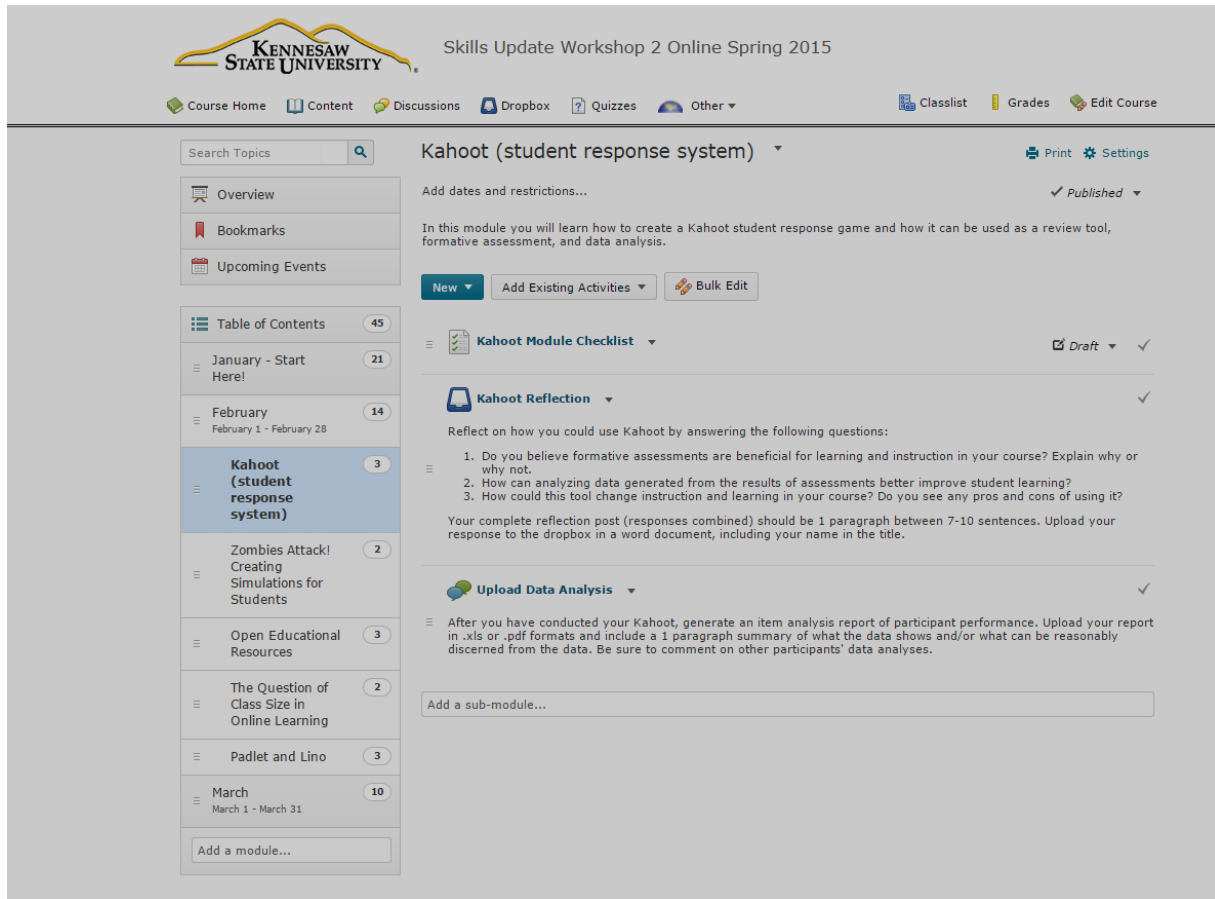 KENNESAW
STATE UNIVERSITY
Skills Update Workshop 2 Online Spring 2015
Course Home Content Discussions Dropbox Quizzes Other Classlist Grades Edit Course
Search Topics
Overview
Bookmarks
Upcoming Events
Table of Contents 45
January - Start 21
Here!
February 14
February 1 - February 28
Kahoot 3
(student
response
system)
Zombies Attack! 2
Creating
Simulations for
Students
Open Educational 3
Resources
The Question of 2
Class Size in
Online Learning
Padlet and Lino 3
March 10
March 1 - March 31
Add a module...
Kahoot (student response system)
Print Settings
Add dates and restrictions...
Published
In this module you will learn how to create a Kahoot student response game and how it can be used as a review tool,
formative assessment, and data analysis.
New Add Existing Activities Bulk Edit
Kahoot Module Checklist
Draft
Kahoot Reflection
Reflect on how you could use Kahoot by answering the following questions:
1. Do you believe formative assessments are beneficial for learning and instruction in your course? Explain why or
why not.
2. How can analyzing data generated from the results of assessments better improve student learning?
3. How could this tool change instruction and learning in your course? Do you see any pros and cons of using it?
Your complete reflection post (responses combined) should be 1 paragraph between 7-10 sentences. Upload your
response to the dropbox in a word document, including your name in the title.
Upload Data Analysis
After you have conducted your Kahoot, generate an item analysis report of participant performance. Upload your report
in .xls or .pdf formats and include a 1 paragraph summary of what the data shows and/or what can be reasonably
discerned from the data. Be sure to comment on other participants' data analyses.
Add a sub-module...